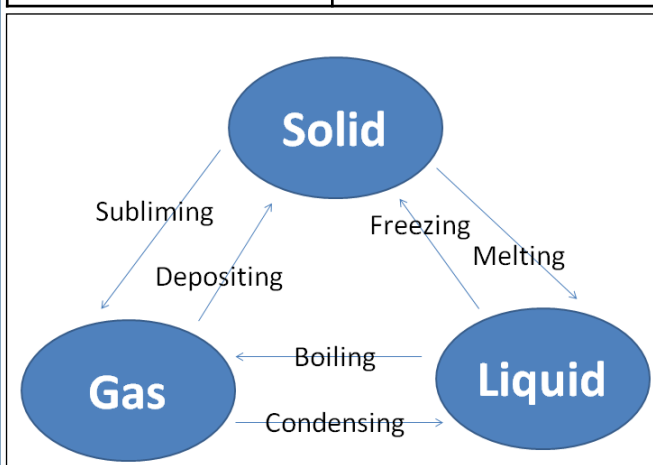 Solid
Subliming
Freezing
Melting
Depositing
Boiling
Gas
Liquid
Condensing